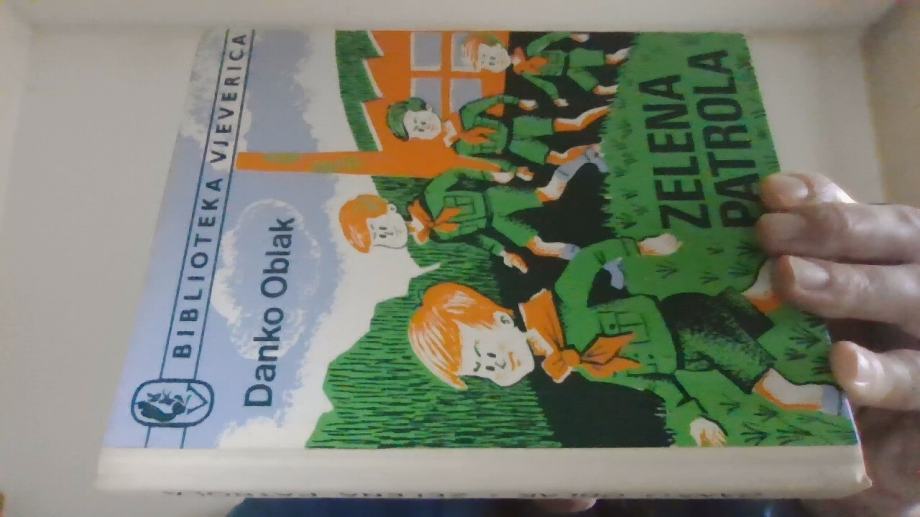 BIBLIOTEKA VJEVERICA
Danko Oblak
ZELENA
PATROLA